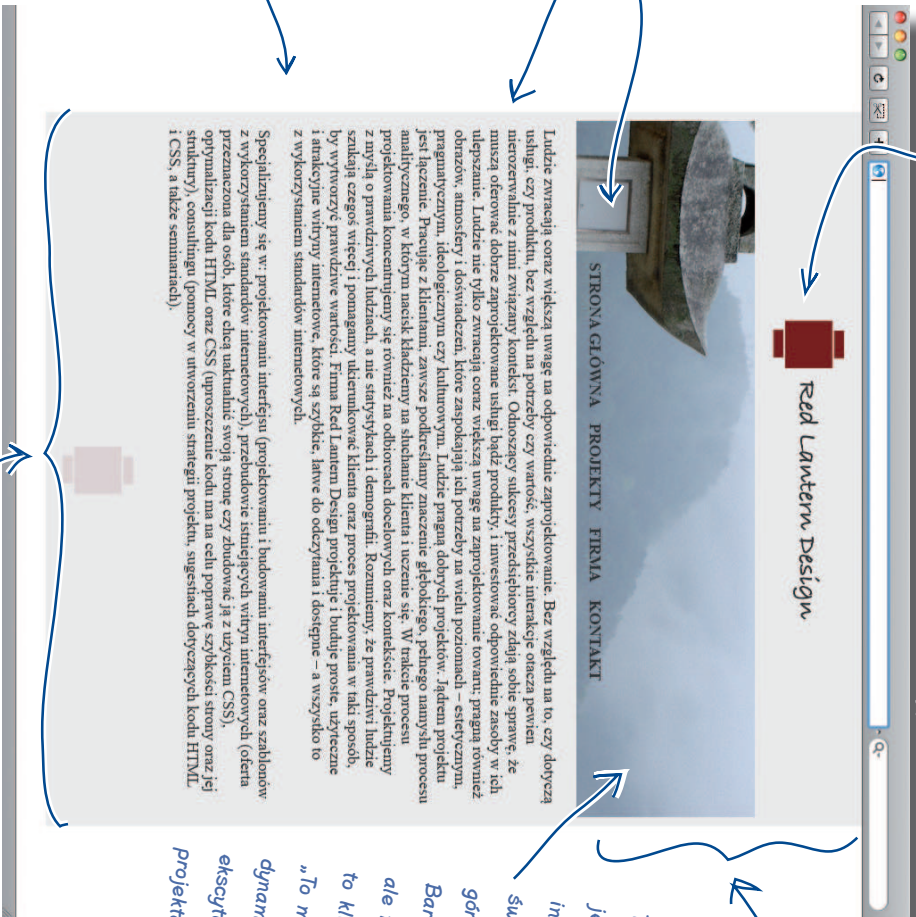 Red Lantern Design
STRONA GŁÓWNA PROJEKTY FIRMA KONTAKT
Ludzie zwracają coraz większą uwagę na odpowiednie zaprojektowanie. Bez względu na to, czy dotyczą
usługi, czy produktu, bez względu na potrzeby czy wartość, wszystkie interakcje otacza pewien
nierozerwalnie z nimi związany kontekst. Odnoszący sukcesy przedsiębiorcy zdają sobie sprawę, że
muszą oferować dobrze zaprojektowane usługi bądź produkty, i inwestować odpowiednie zasoby w ich
ulepszanie. Ludzie nie tylko zwracają coraz większą uwagę na zaprojektowanie towaru; pragną również
obrazów, atmosfery i doświadczeń, które zaspokajają ich potrzeby na wielu poziomach – estetycznym,
pragmatycznym, ideologicznym czy kulturowym. Ludzie pragną dobrych projektów. Jądrem projektu
jest łączenie. Pracując z klientami, zawsze podkreślamy znaczenie głębokiego, pełnego namysłu procesu
analitycznego, w którym nacisk kładziemy na słuchanie klienta i uczenie się. W trakcie procesu
projektowania koncentrujemy się również na odbiorcach docelowych oraz kontekście. Projektujemy
z myślą o prawdziwych ludziach, a nie statystykach i demografii. Rozumiemy, że prawdziwi ludzie
szukają czegoś więcej i pomagamy ukierunkować klienta oraz proces projektowania w taki sposób,
by wytworzyć prawdziwe wartości. Firma Red Lantern Design projektuje i buduje proste, użyteczne
i atrakcyjne witryny internetowe, które są szybkie, łatwe do odczytania i dostępne – a wszystko to
z wykorzystaniem standardów internetowych.
Specjalizujemy się w: projektowaniu interfejsu (projektowaniu i budowaniu interfejsów oraz szablonów
z wykorzystaniem standardów internetowych), przebudowie istniejących witryn internetowych (oferta
przeznaczona dla osób, które chcą uaktualnić swoją stronę czy zbudować ją z użyciem CSS),
optymalizacji kodu HTML oraz CSS (uproszczenie kodu ma na celu poprawę szybkości strony oraz jej
struktury), consultingu (pomocy w utworzeniu strategii projektu, sugestiach dotyczących kodu HTML
i CSS, a także seminariach).
gór
Bar
ale
to kl
„To m
dynam
ekscyt
projekt